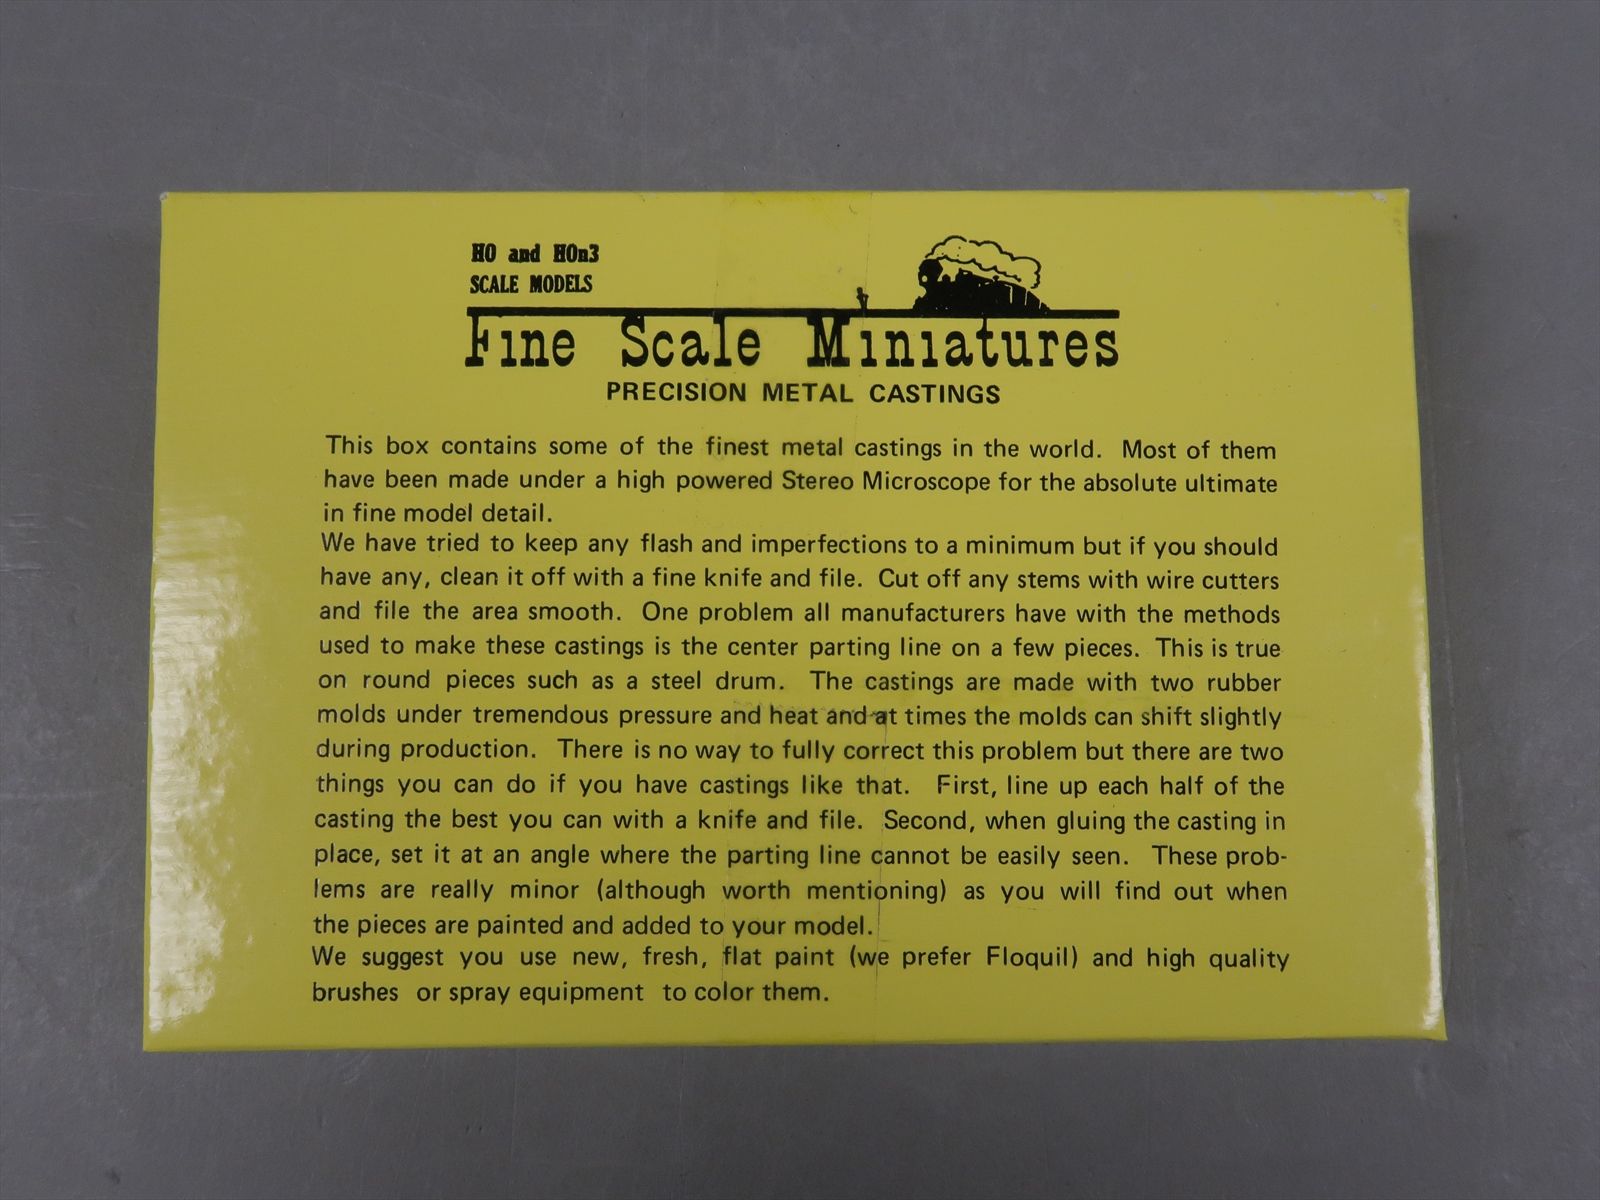 HO and HOn3
SCALE MODELS
Fine Scale Miniatures
PRECISION METAL CASTINGS
This box contains some of the finest metal castings in the world. Most of them
have been made under a high powered Stereo Microscope for the absolute ultimate
in fine model detail.
We have tried to keep any flash and imperfections to a minimum but if you should
have any, clean it off with a fine knife and file. Cut off any stems with wire cutters
and file the area smooth. One problem all manufacturers have with the methods
used to make these castings is the center parting line on a few pieces. This is true
on round pieces such as a steel drum. The castings are made with two rubber
molds under tremendous pressure and heat and at times the molds can shift slightly
during production. There is no way to fully correct this problem but there are two
things you can do if you have castings like that. First, line up each half of the
casting the best you can with a knife and file. Second, when gluing the casting in
place, set it at an angle where the parting line cannot be easily seen. These prob-
lems are really minor (although worth mentioning) as you will find out when
the pieces are painted and added to your model.
We suggest you use new, fresh, flat paint (we prefer Floquil) and high quality
brushes or spray equipment to color them.